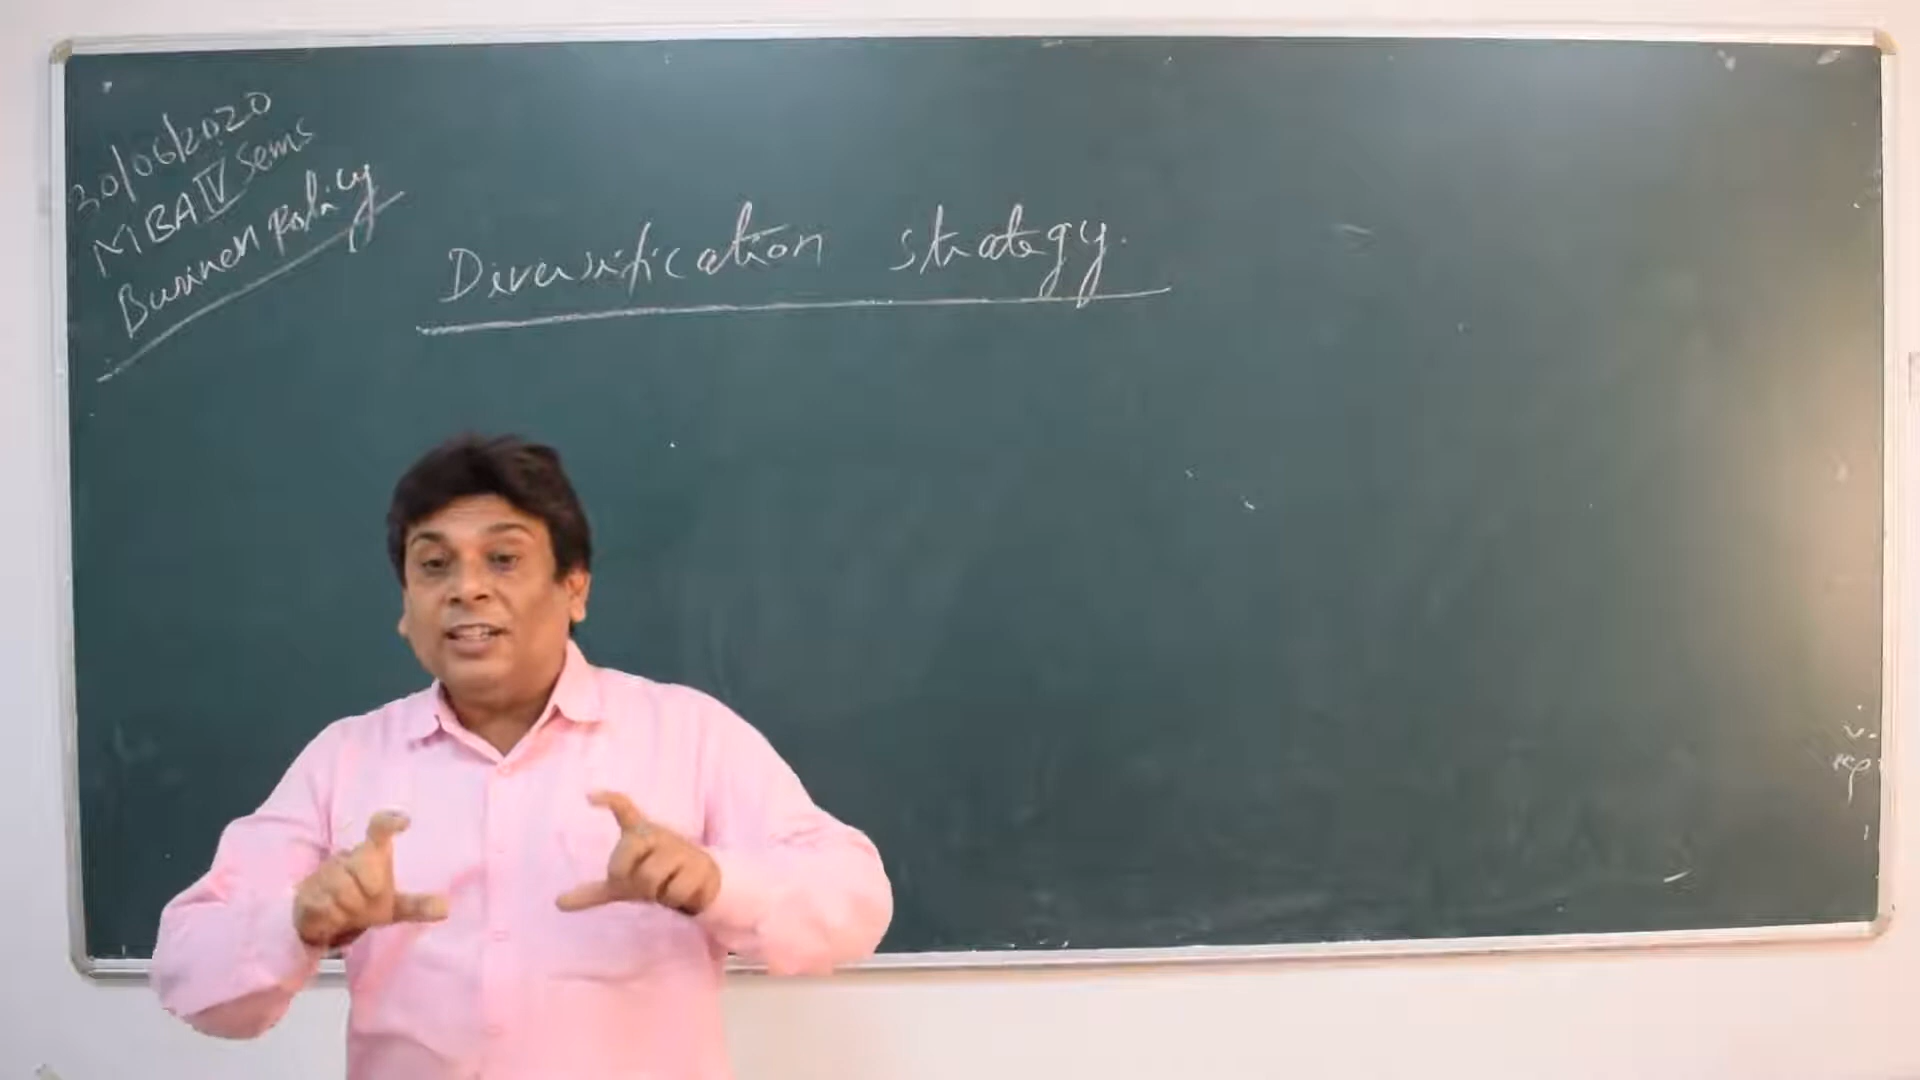 30/06/2020
MBA IV Sems
Business policy
Diversification strategy.